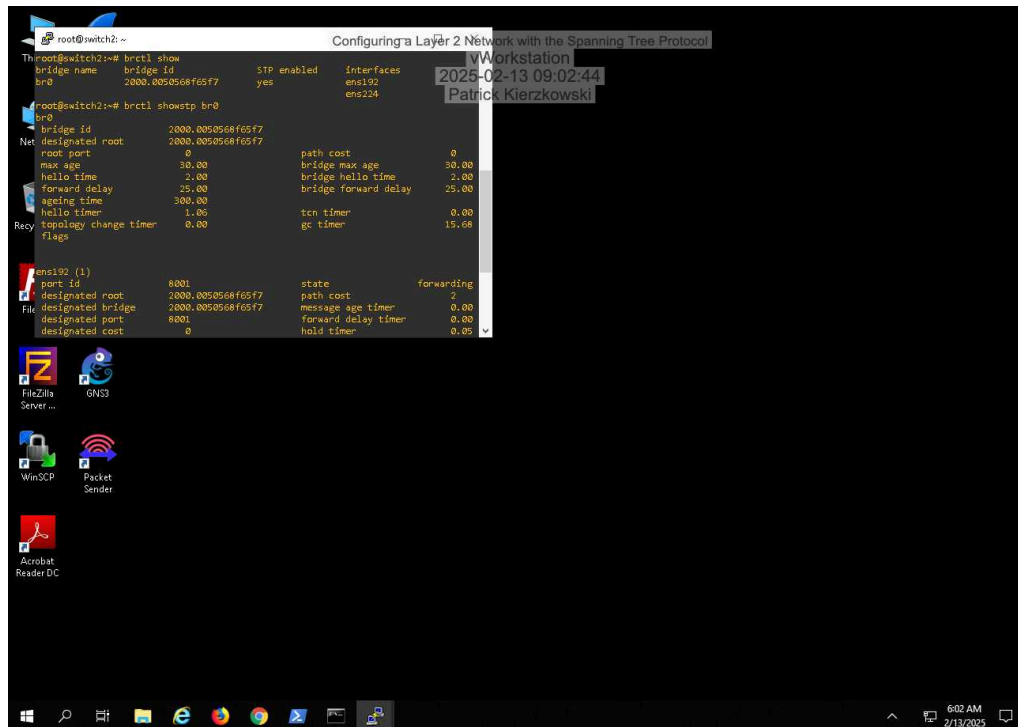 root@switch2: ~
Configuring a Layer 2 Network with the Spanning Tree Protocol
vWorkstation
2025-02-13 09:02:44
Patrick Kierzkowski
Th
root@switch2:~# brctl show
bridge name bridge id STP enabled interfaces
br0 2000.0050568f65f7 yes ens192
ens224
root@switch2:~# brctl showstp br0
br0
bridge id 2000.0050568f65f7
designated root 2000.0050568f65f7
root port 0 path cost 0
max age 30.00 bridge max age 30.00
hello time 2.00 bridge hello time 2.00
forward delay 25.00 bridge forward delay 25.00
ageing time 300.00
hello timer 1.06 tcn timer 0.00
topology change timer 0.00 gc timer 15.68
flags
ens192 (1)
port id 8001 state forwarding
designated root 2000.0050568f65f7 path cost 2
designated bridge 2000.0050568f65f7 message age timer 0.00
designated port 8001 forward delay timer 0.00
designated cost 0 hold timer 0.05
Net
Recy
File
FileZilla
Server ...
GNS3
WinSCP
Packet
Sender
Acrobat
Reader DC
6:02 AM
2/13/2025